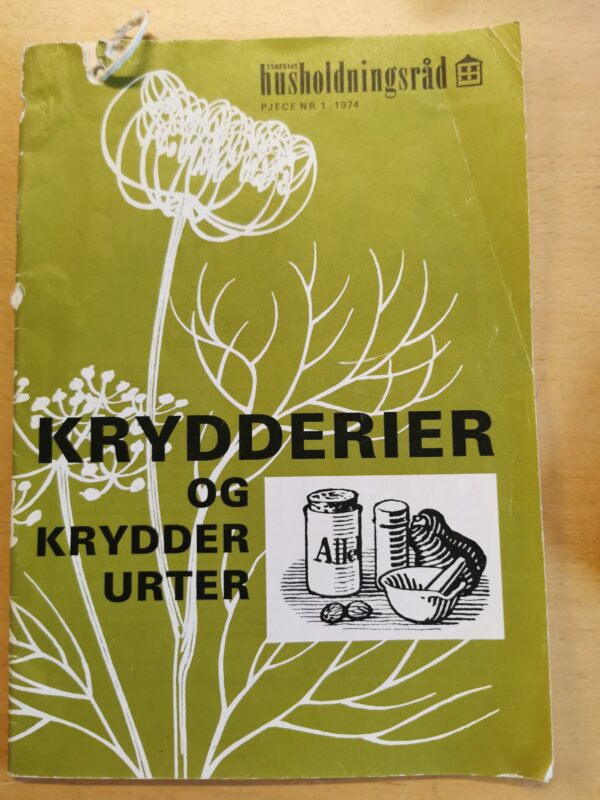 STATENS
husholdningsråd
PJECE NR. 1 . 1974
KRYDDERIER
OG
KRYDDER
URTER
Alle